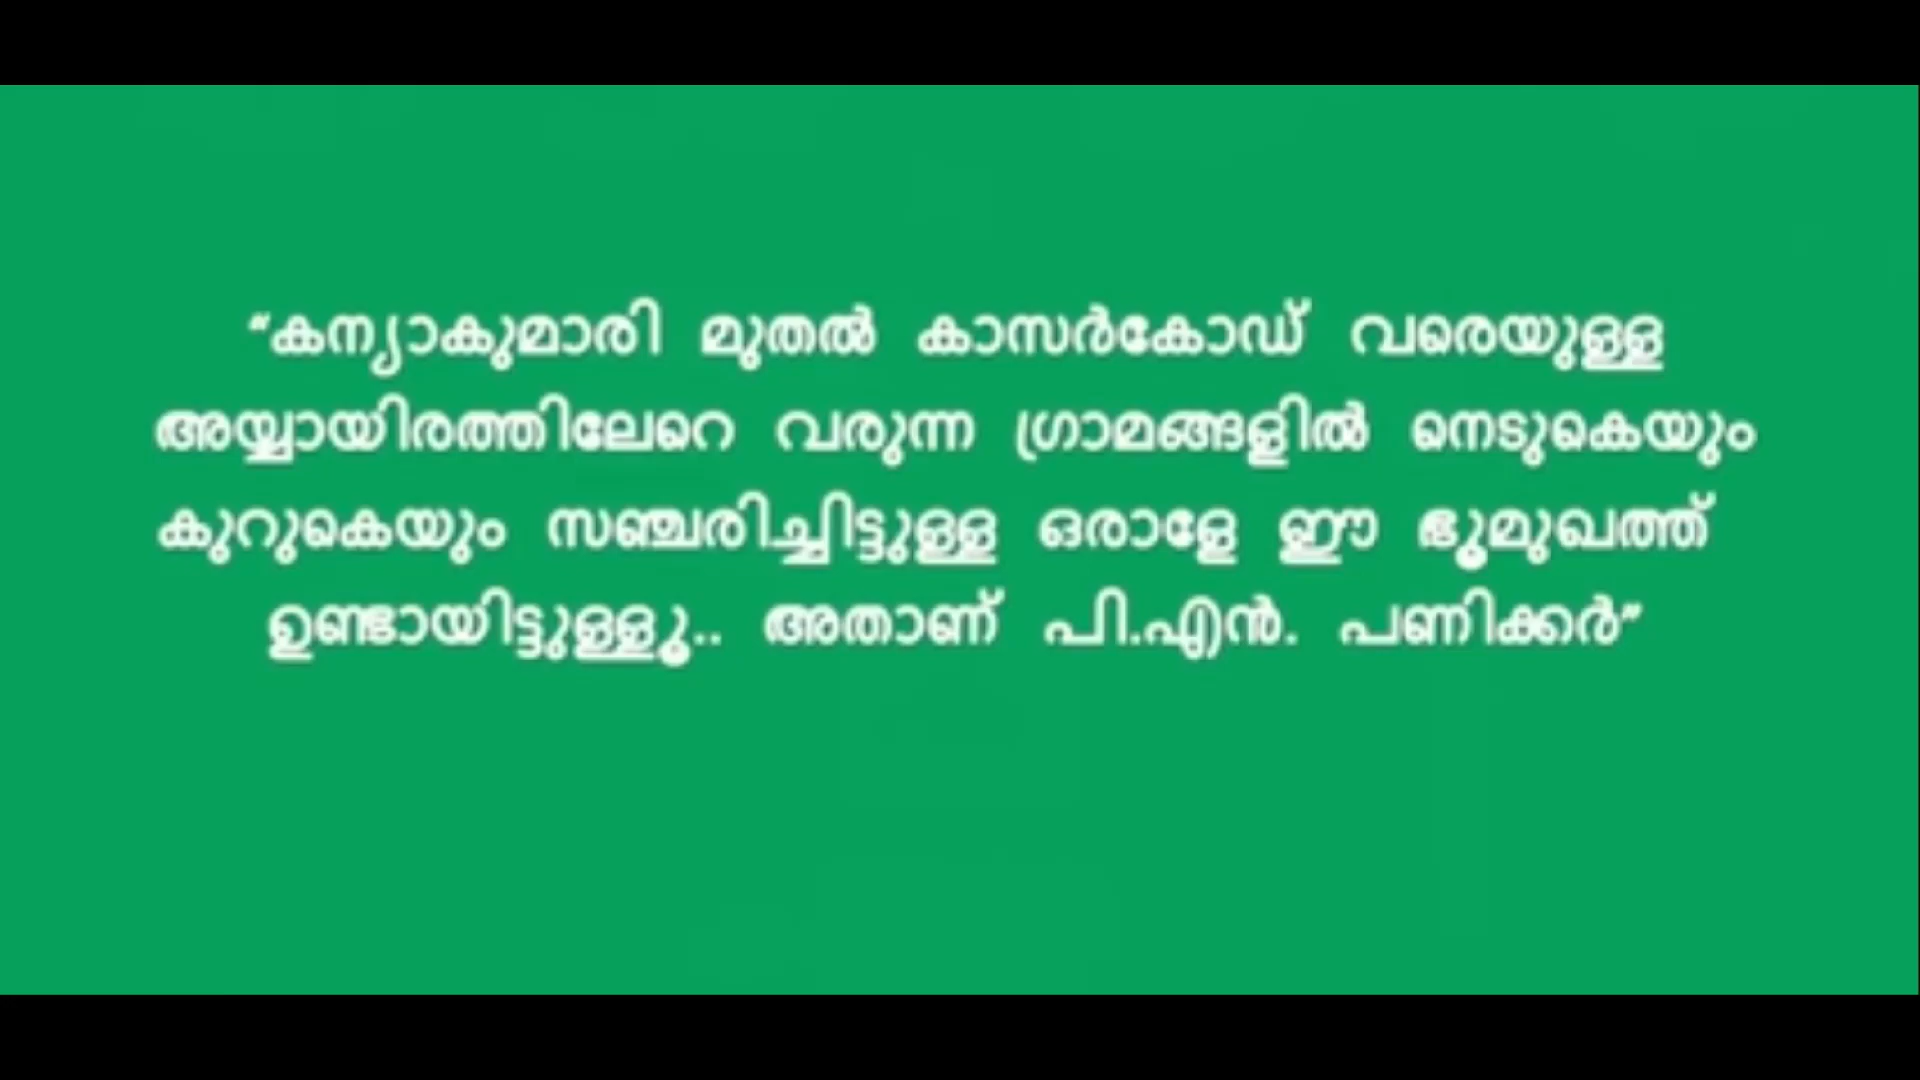 “കന്യാകുമാരി മുതൽ കാസർകോഡ് വരെയുള്ള
അയ്യായിരത്തിലേറെ വരുന്ന ഗ്രാമങ്ങളിൽ നെടുകെയും
കുറുകെയും സഞ്ചരിച്ചിട്ടുള്ള ഒരാളേ ഈ ഭൂമുഖത്ത്
ഉണ്ടായിട്ടുള്ളൂ.. അതാണ് പി.എൻ. പണിക്കർ”